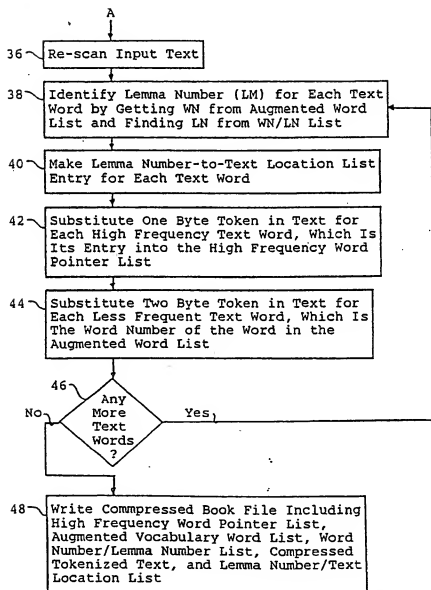 A
36 Re-scan Input Text
38 Identify Lemma Number (LM) for Each Text
Word by Getting WN from Augmented Word
List and Finding LN from WN/LN List
40 Make Lemma Number-to-Text Location List
Entry for Each Text Word
42 Substitute One Byte Token in Text for
Each High Frequency Text Word, Which Is
Its Entry into the High Frequency Word
Pointer List
44 Substitute Two Byte Token in Text for
Each Less Frequent Text Word, Which Is
The Word Number of the Word in the
Augmented Word List
46
Any
No More Yes
Text
Words
?
48 Write Commpressed Book File Including
High Frequency Word Pointer List,
Augmented Vocabulary Word List, Word
Number/Lemma Number List, Compressed
Tokenized Text, and Lemma Number/Text
Location List